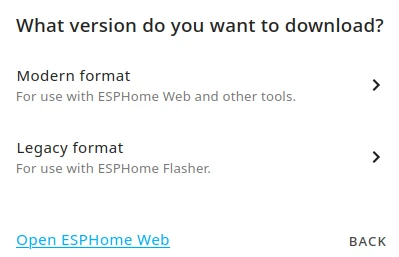 What version do you want to download?
Modern format
For use with ESPHome Web and other tools.
Legacy format
For use with ESPHome Flasher.
Open ESPHome Web
BACK